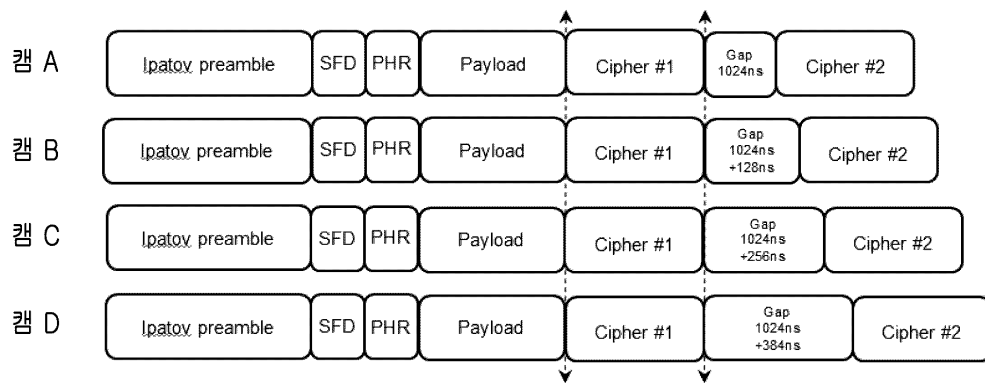 캠 A
Ipatov preamble
SFD
PHR
Payload
Cipher #1
Gap
1024ns
Cipher #2
캠 B
Ipatov preamble
SFD
PHR
Payload
Cipher #1
Gap
1024ns
+128ns
Cipher #2
캠 C
Ipatov preamble
SFD
PHR
Payload
Cipher #1
Gap
1024ns
+256ns
Cipher #2
캠 D
Ipatov preamble
SFD
PHR
Payload
Cipher #1
Gap
1024ns
+384ns
Cipher #2